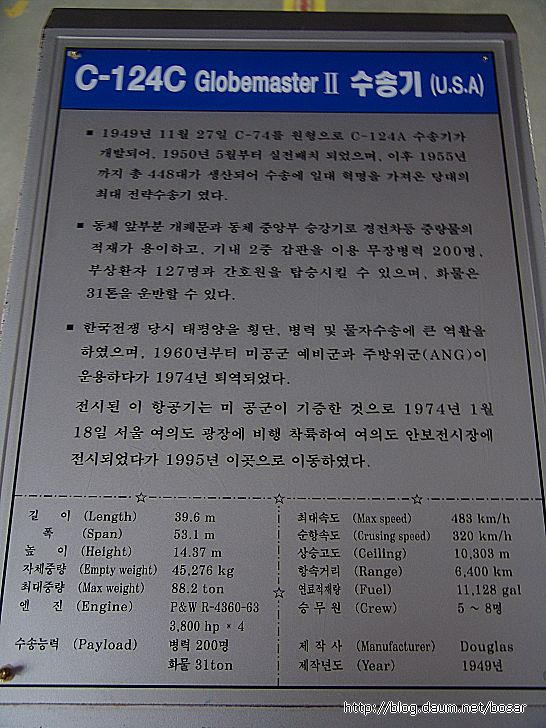 C-124C Globemaster Ⅱ 수송기 (U.S.A)
▪ 1949년 11월 27일 C-74를 원형으로 C-124A 수송기가
개발되어, 1950년 5월부터 실전배치 되었으며, 이후 1955년
까지 총 448대가 생산되어 수송에 일대 혁명을 가져온 당대의
최대 전략수송기 였다.
▪ 동체 앞부분 개폐문과 동체 중앙부 승강기로 경전차등 중량물의
적재가 용이하고, 기내 2중 갑판을 이용 무장병력 200명,
부상환자 127명과 간호원을 탑승시킬 수 있으며, 화물은
31톤을 운반할 수 있다.
▪ 한국전쟁 당시 태평양을 횡단, 병력 및 물자수송에 큰 역활을
하였으며, 1960년부터 미공군 예비군과 주방위군(ANG)이
운용하다가 1974년 퇴역되었다.
전시된 이 항공기는 미 공군이 기증한 것으로 1974년 1월
18일 서울 여의도 광장에 비행 착륙하여 여의도 안보전시장에
전시되었다가 1995년 이곳으로 이동하였다.
길 이 (Length) 39.6 m
폭 (Span) 53.1 m
높 이 (Height) 14.37 m
자체중량 (Empty weight) 45,276 kg
최대중량 (Max weight) 88.2 ton
엔 진 (Engine) P&W R-4360-63
3,800 hp * 4
수송능력 (Payload) 병력 200명
화물 31ton
최대속도 (Max speed) 483 km/h
순항속도 (Crusing speed) 320 km/h
상승고도 (Ceiling) 10,303 m
항속거리 (Range) 6,400 km
연료적재량 (Fuel) 11,128 gal
승 무 원 (Crew) 5 ~ 8명
제 작 사 (Manufacturer) Douglas
제작년도 (Year) 1949년
http://blog.daum.net/bosar